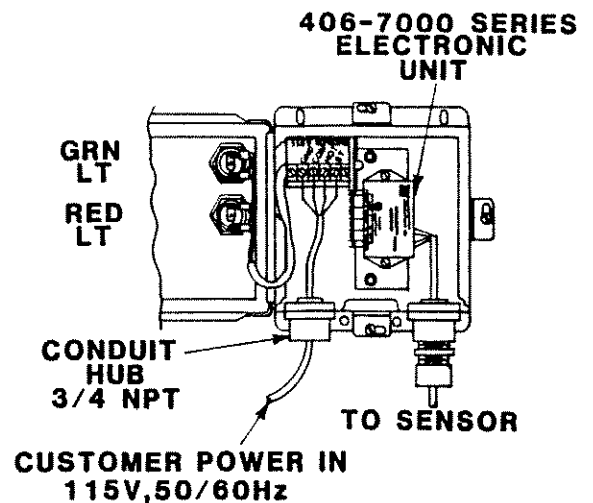 406-7000 SERIES
ELECTRONIC
UNIT
GRN
LT
RED
LT
CONDUIT
HUB
3/4 NPT
TO SENSOR
CUSTOMER POWER IN
115V,50/60Hz